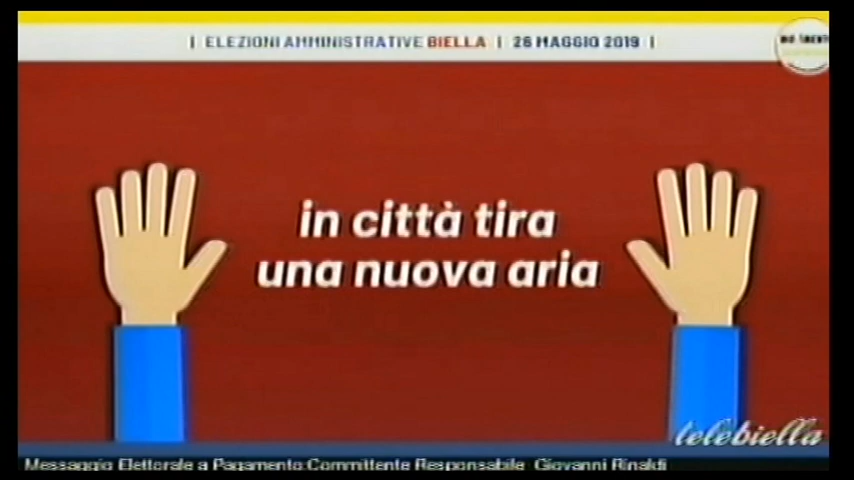 | ELEZIONI AMMINISTRATIVE BIELLA | 26 MAGGIO 2019 |
in città tira
una nuova aria
telebiella
Messaggio Elettorale a Pagamento:Committente Responsabile Giovanni Rinaldi